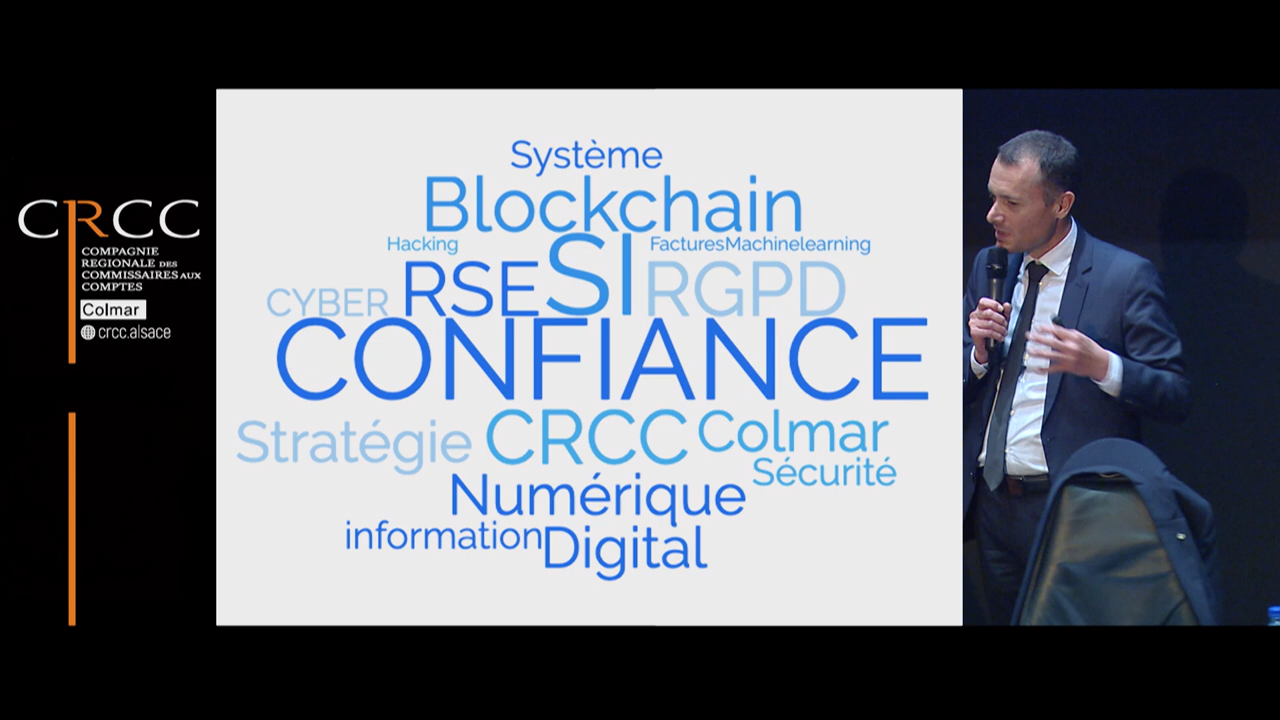 CRCC
COMPAGNIE
REGIONALE DES
COMMISSAIRES AUX
COMPTES
Colmar
crcc.alsace
Système
Blockchain
Hacking
SI
FacturesMachinelearning
CYBER
RSE
RGPD
CONFIANCE
Stratégie
CRCC
Colmar
Sécurité
Numérique
information
Digital